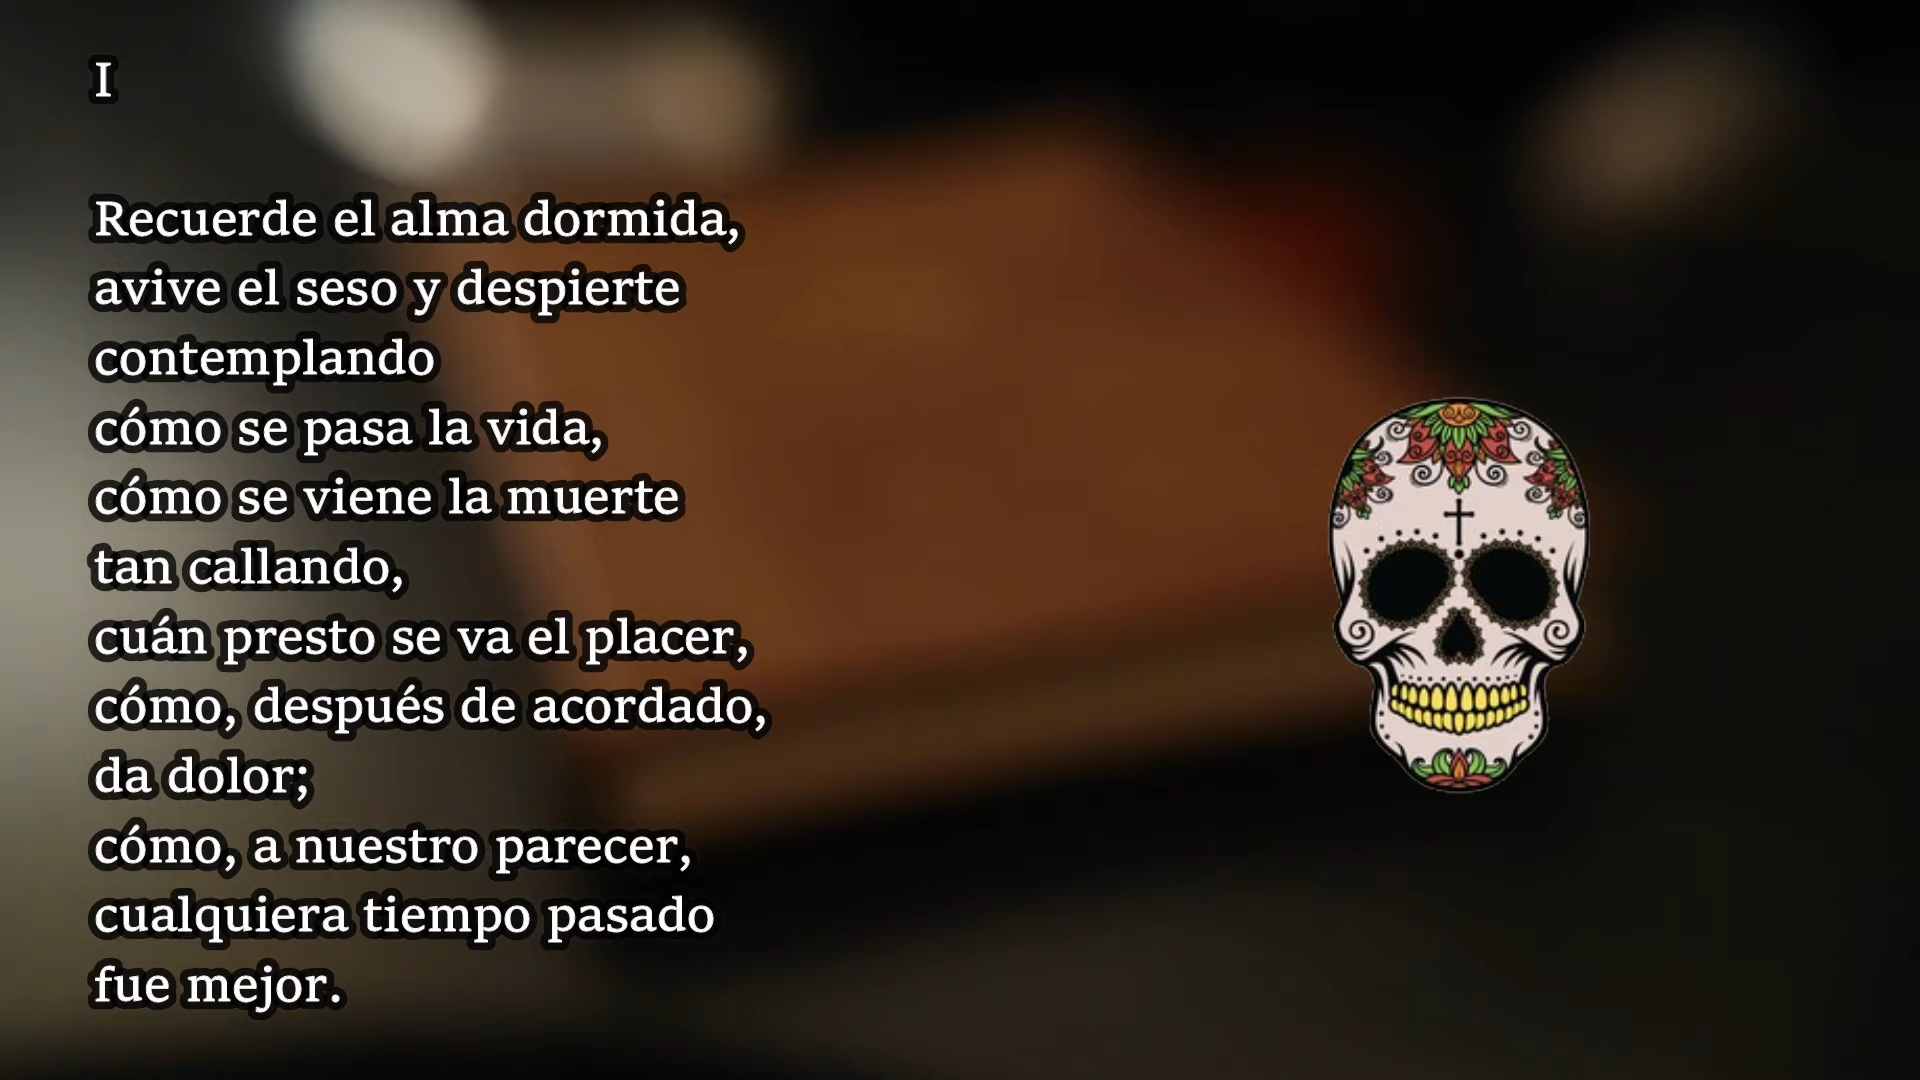 I
Recuerde el alma dormida,
avive el seso y despierte
contemplando
cómo se pasa la vida,
cómo se viene la muerte
tan callando,
cuán presto se va el placer,
cómo, después de acordado,
da dolor;
cómo, a nuestro parecer,
cualquiera tiempo pasado
fue mejor.